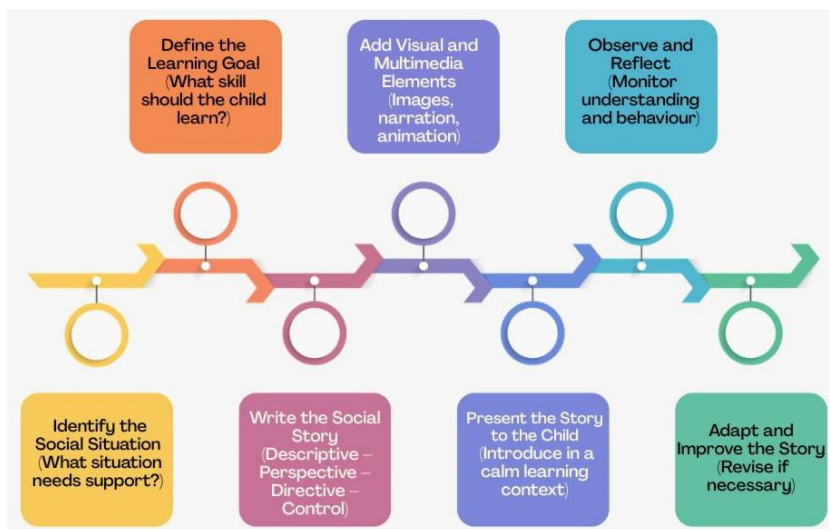 Define the
Learning Goal
(What skill
should the child
learn?)
Add Visual and
Multimedia
Elements
(Images,
narration,
animation)
Observe and
Reflect
(Monitor
understanding
and behaviour)
Identify the
Social Situation
(What situation
needs support?)
Write the Social
Story
(Descriptive –
Perspective –
Directive –
Control)
Present the Story
to the Child
(Introduce in a
calm learning
context)
Adapt and
Improve the Story
(Revise if
necessary)